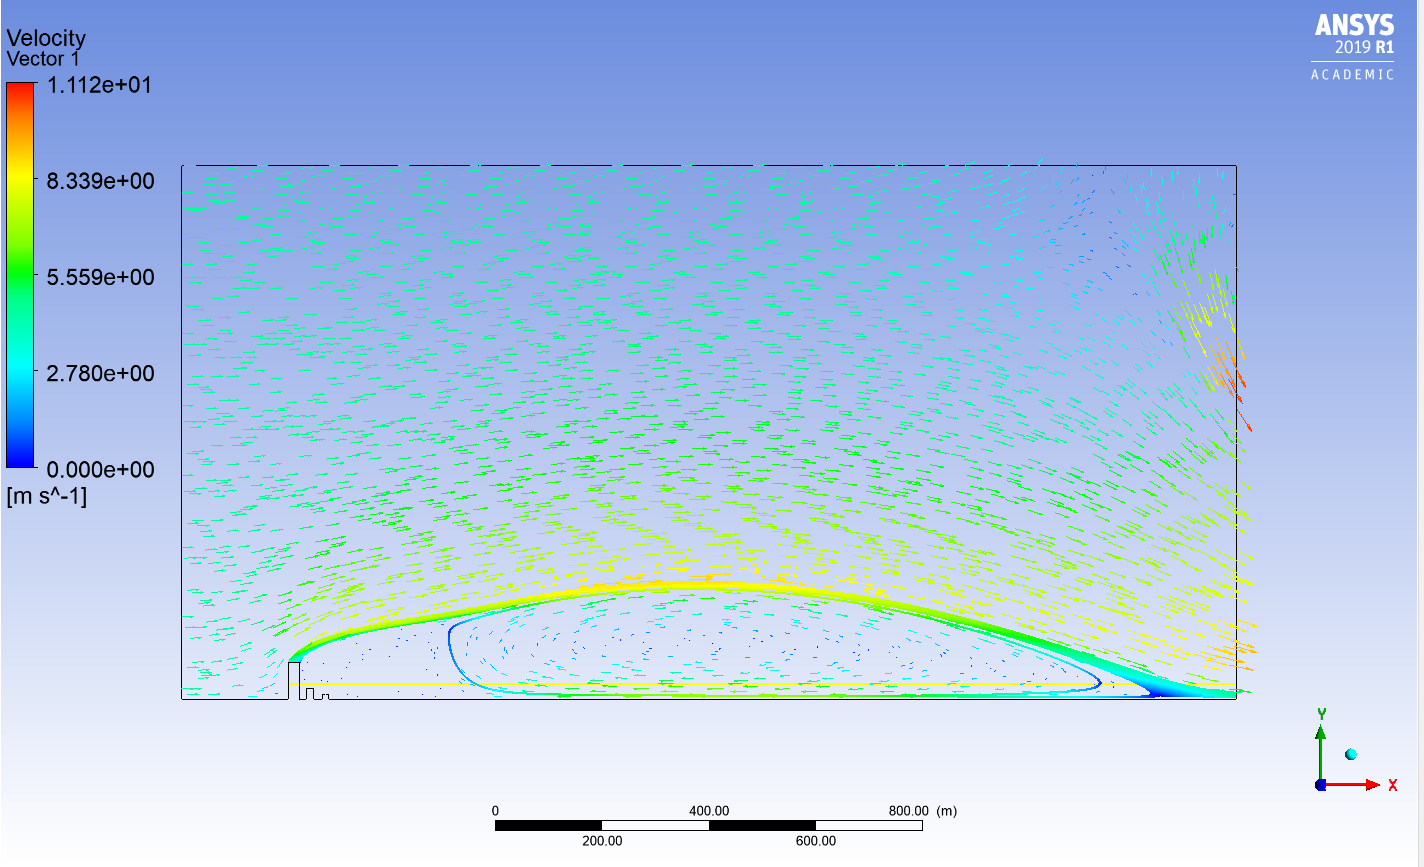 Velocity
Vector 1
1.112e+01
8.339e+00
5.559e+00
2.780e+00
0.000e+00
[m s^-1]
ANSYS
2019 R1
ACADEMIC
Y
X
0 400.00 800.00 (m)
200.00 600.00